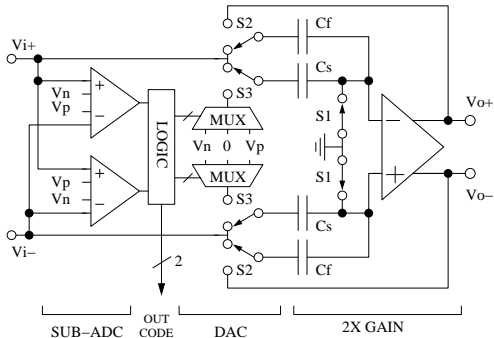 S2
Cf
Vi+
Cs
Vn
Vp
S3
MUX
Vn 0 Vp
MUX
S3
LOGIC
S1
S1
Vo+
Vo−
Vp
Vn
Cs
Cf
S2
Vi−
2
SUB−ADC
OUT
CODE
DAC
2X GAIN